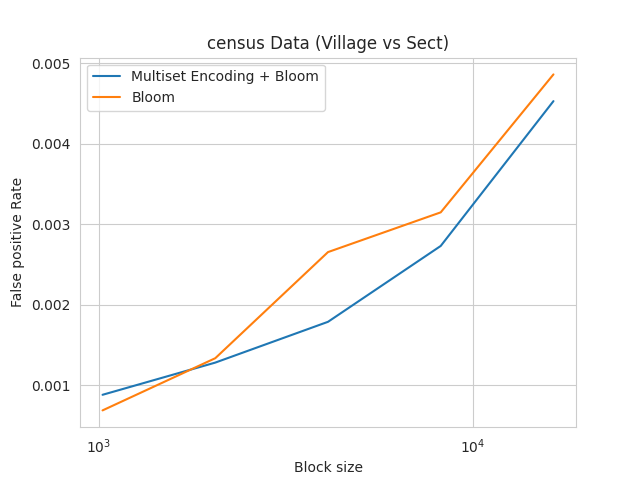 census Data (Village vs Sect)
Multiset Encoding + Bloom
Bloom
False positive Rate
0.005
0.004
0.003
0.002
0.001
10³
10⁴
Block size